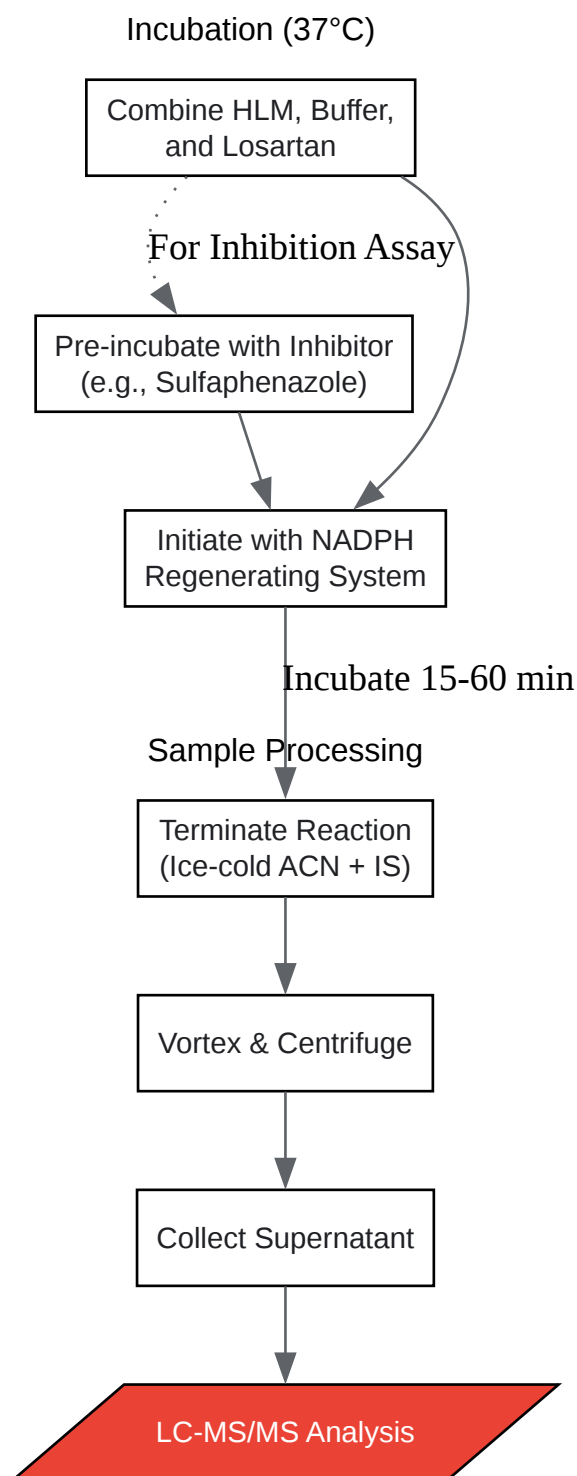 Incubation (37°C)
Combine HLM, Buffer,
and Losartan
For Inhibition Assay
Pre-incubate with Inhibitor
(e.g., Sulfaphenazole)
Initiate with NADPH
Regenerating System
Incubate 15-60 min
Sample Processing
Terminate Reaction
(Ice-cold ACN + IS)
Vortex & Centrifuge
Collect Supernatant
LC-MS/MS Analysis